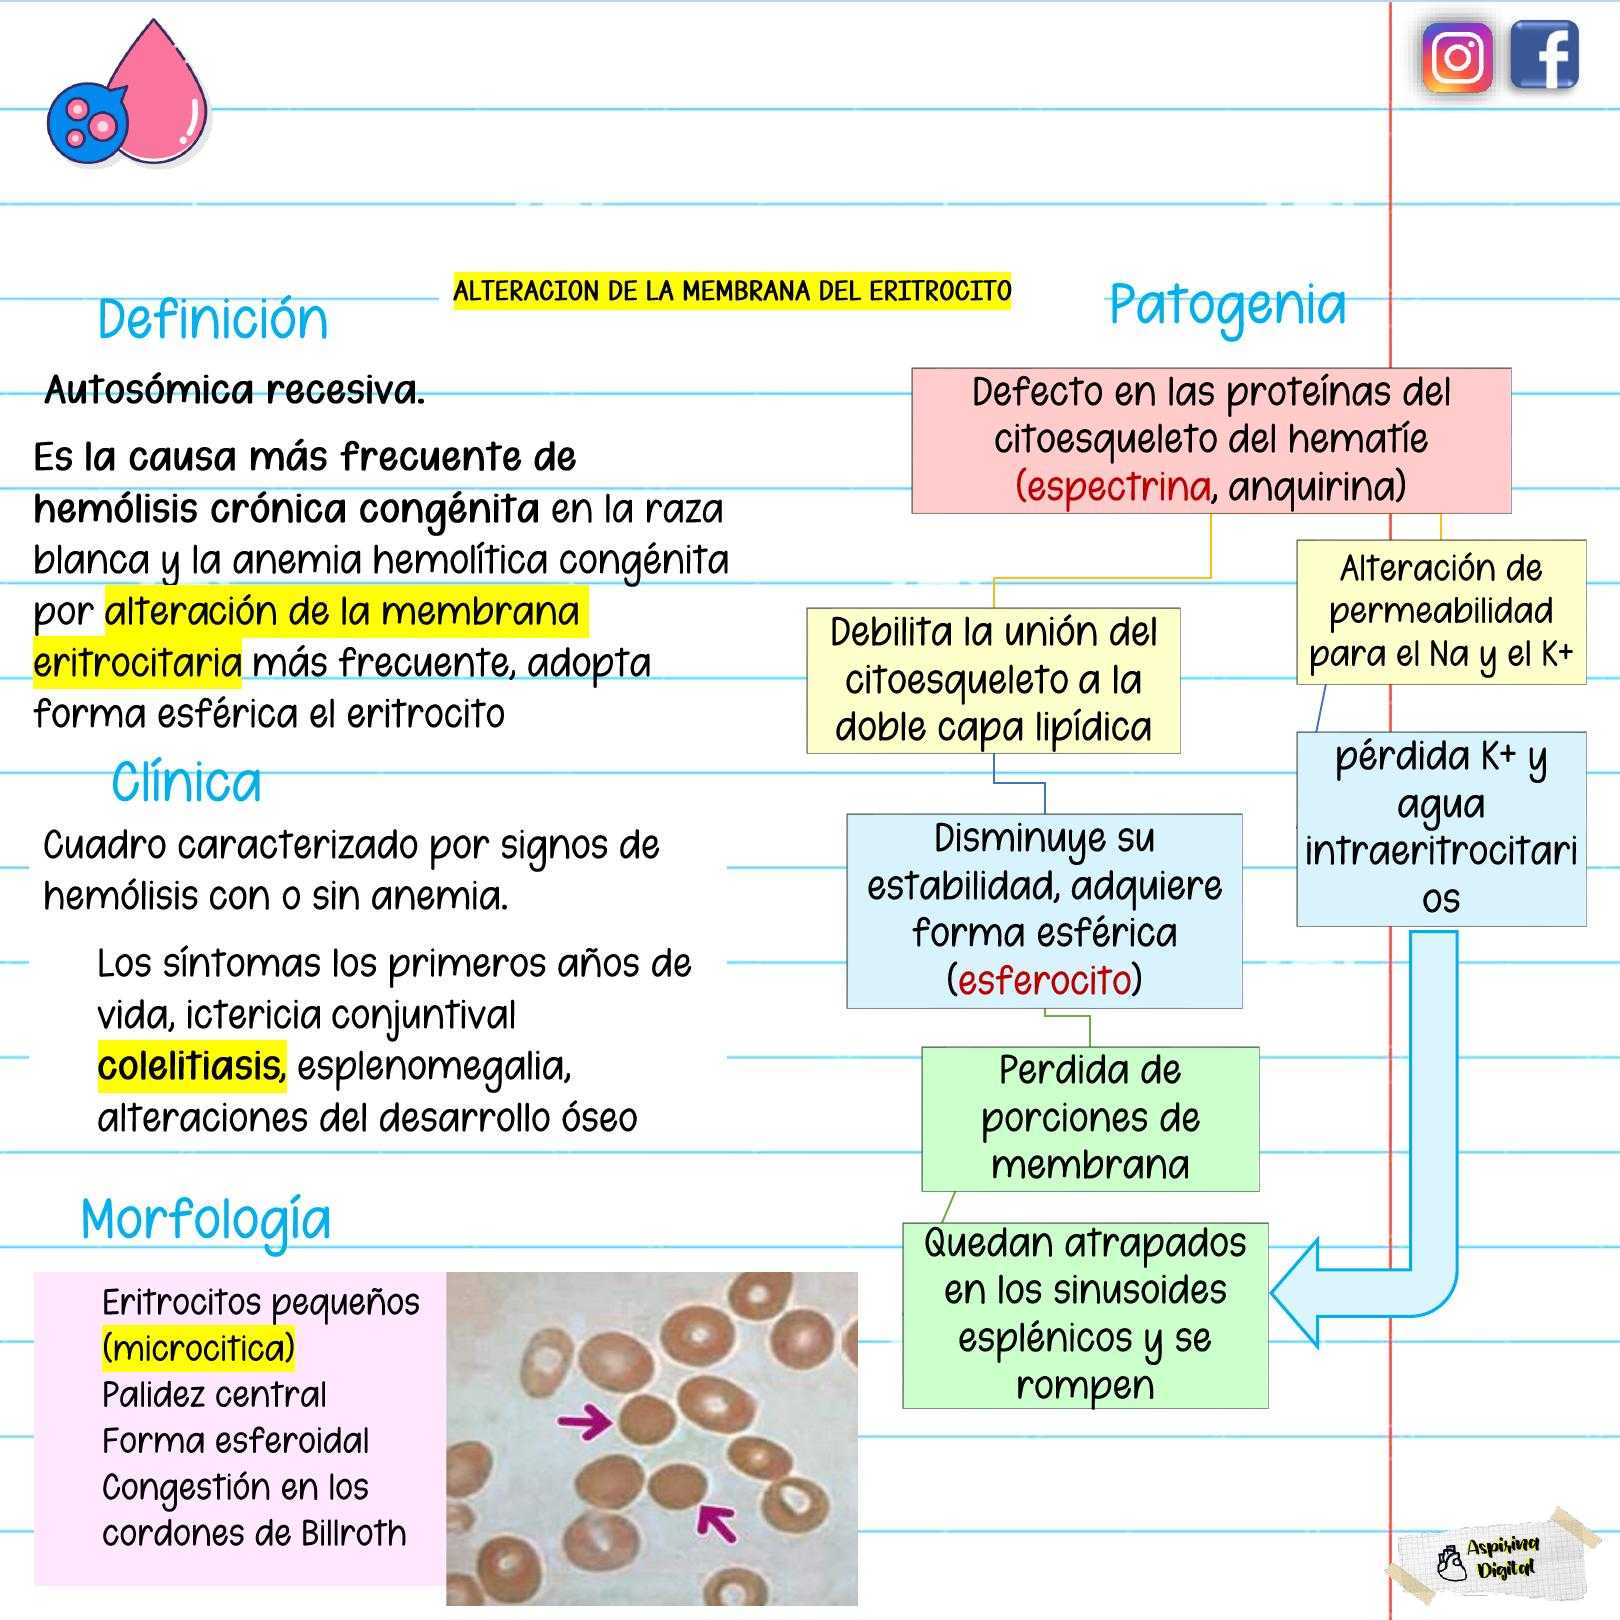 ALTERACION DE LA MEMBRANA DEL ERITROCITO
Definición
Autosómica recesiva.
Es la causa más frecuente de
hemólisis crónica congénita en la raza
blanca y la anemia hemolítica congénita
por alteración de la membrana
eritrocitaria más frecuente, adopta
forma esférica el eritrocito
Clínica
Cuadro caracterizado por signos de
hemólisis con o sin anemia.
Los síntomas los primeros años de
vida, ictericia conjuntival
colelitiasis, esplenomegalia,
alteraciones del desarrollo óseo
Morfología
Eritrocitos pequeños
(microcitica)
Palidez central
Forma esferoidal
Congestión en los
cordones de Billroth
Patogenia
Defecto en las proteínas del
citoesqueleto del hematíe
(espectrina, anquirina)
Debilita la unión del
citoesqueleto a la
doble capa lipídica
Disminuye su
estabilidad, adquiere
forma esférica
(esferocito)
Perdida de
porciones de
membrana
Quedan atrapados
en los sinusoides
esplénicos y se
rompen
Alteración de
permeabilidad
para el Na y el K+
pérdida K+ y
agua
intraeritrocitari
os
Aspirina
Digital